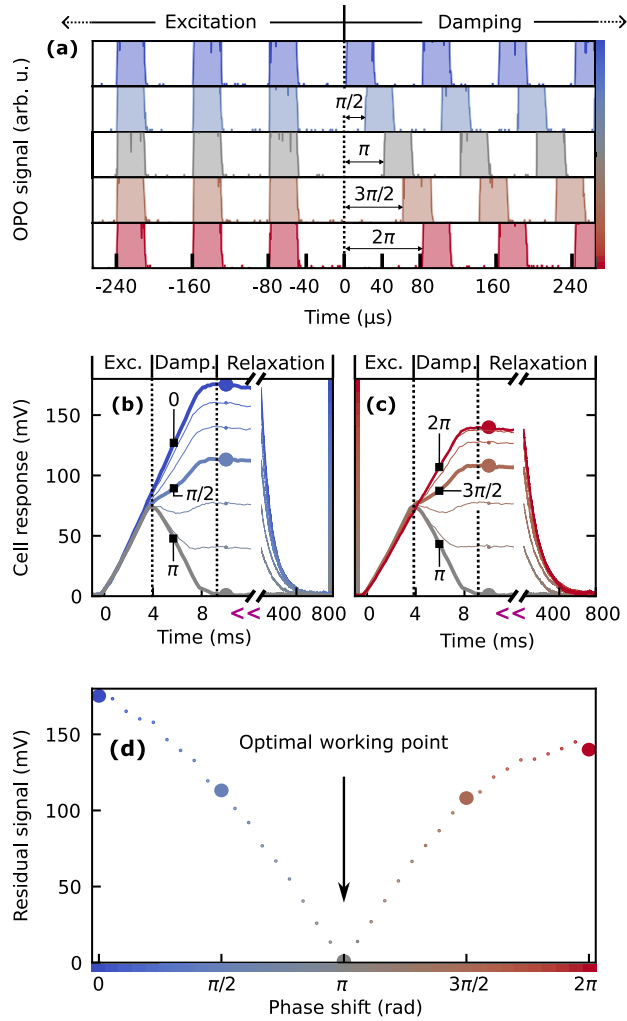 Excitation Damping
(a)
OPO signal (arb. u.)
π/2
π
3π/2
2π
-240 -160 -80 0 80 160 240
Time (µs)
Exc. Damp. Relaxation Exc. Damp. Relaxation
(b) (c)
Cell response (mV)
150
100
50
0
0
π/2
π
2π
3π/2
π
0 4 8 400 800
0 4 8 400 800
<< <<
Time (ms) Time (ms)
(d)
Optimal working point
Residual signal (mV)
150
100
50
0
0 π/2 π 3π/2 2π
Phase shift (rad)